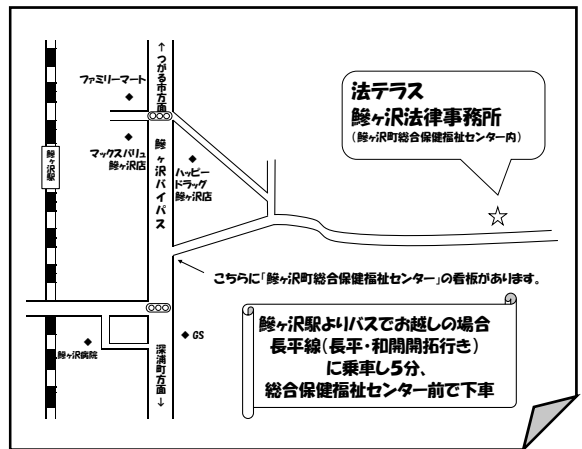 ↑つがる市方面
ファミリーマート
法テラス
鰺ヶ沢法律事務所
(鰺ヶ沢町総合保健福祉センター内)
鰺ヶ沢駅
マックスバリュ
鰺ヶ沢店
鰺ヶ沢バイパス
ハッピー
ドラッグ
鰺ヶ沢店
こちらに「鰺ヶ沢町総合保健福祉センター」の看板があります。
鰺ヶ沢駅よりバスでお越しの場合
長平線(長平・和開開拓行き)
に乗車し5分、
総合保健福祉センター前で下車
GS
鰺ヶ沢病院
深浦町方面↓